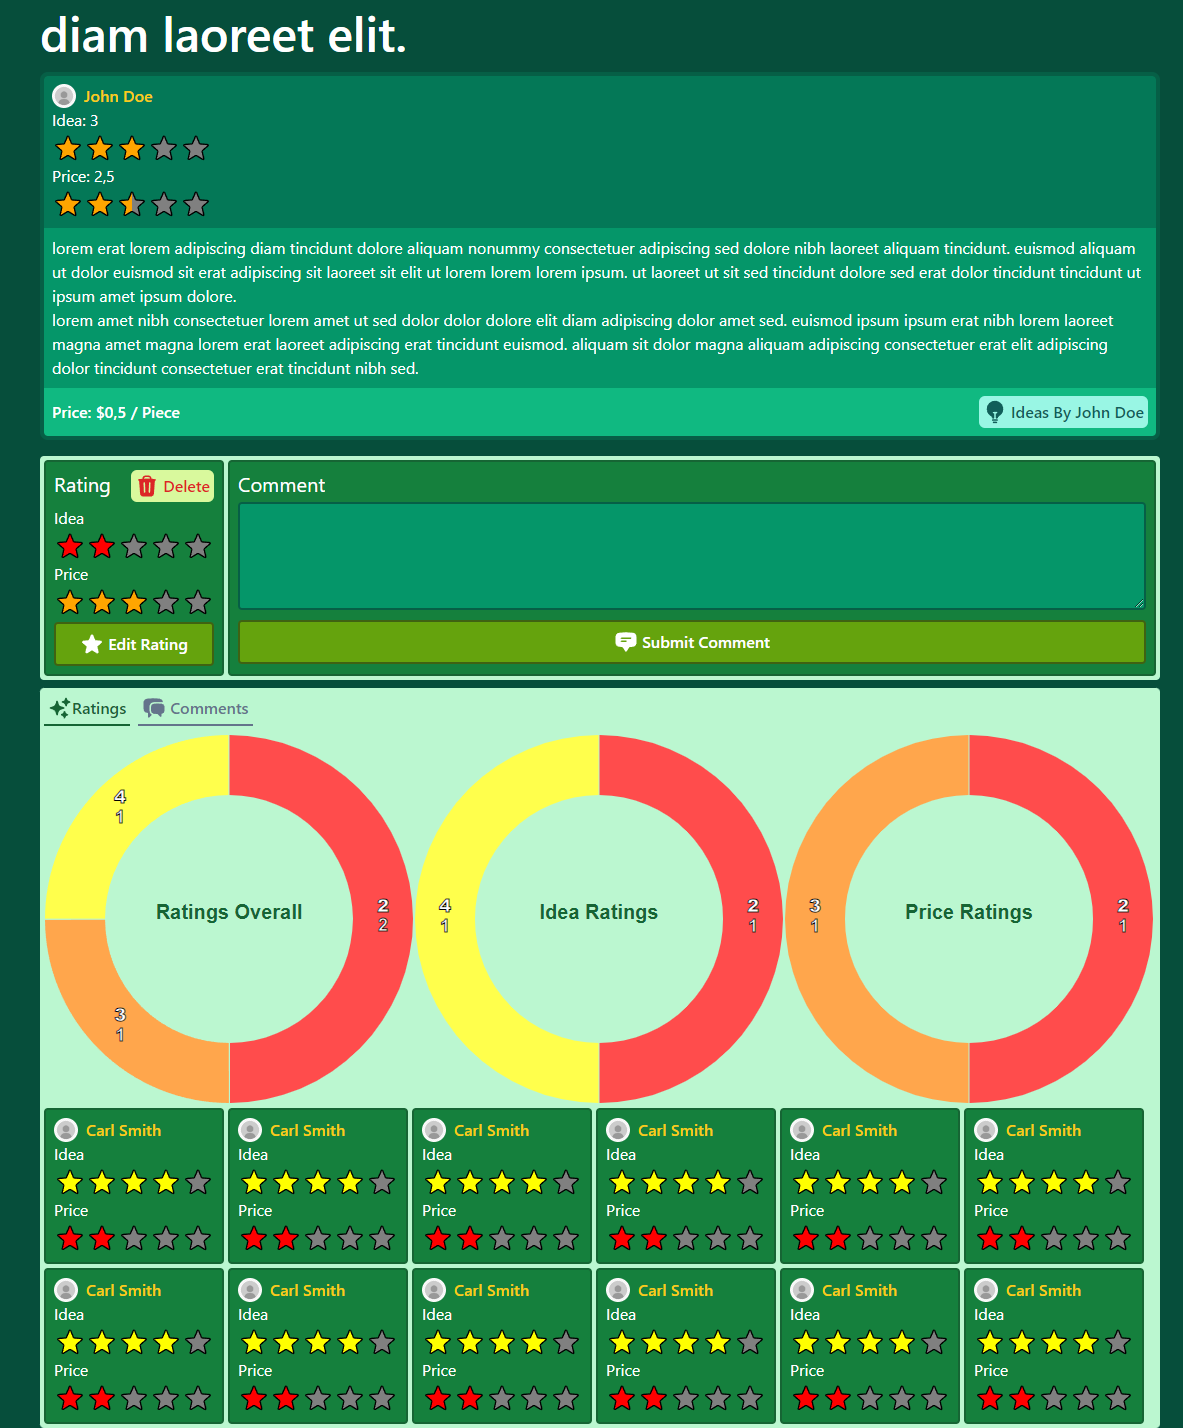 diam laoreet elit.
John Doe
Idea: 3
Price: 2,5
lorem erat lorem adipiscing diam tincidunt dolore aliquam nonummy consectetuer adipiscing sed dolore nibh laoreet aliquam tincidunt. euismod aliquam
ut dolor euismod sit erat adipiscing sit laoreet sit elit ut lorem lorem lorem ipsum. ut laoreet ut sit sed tincidunt dolore sed erat dolor tincidunt tincidunt ut
ipsum amet ipsum dolore.
lorem amet nibh consectetuer lorem amet ut sed dolor dolor dolore elit diam adipiscing dolor amet sed. euismod ipsum ipsum erat nibh lorem laoreet
magna amet magna lorem erat laoreet adipiscing erat tincidunt euismod. aliquam sit dolor magna aliquam adipiscing consectetuer erat elit adipiscing
dolor tincidunt consectetuer erat tincidunt nibh sed.
Price: $0,5 / Piece
Ideas By John Doe
Rating
Delete
Idea
Price
Edit Rating
Comment
Submit Comment
Ratings
Comments
4
1
Ratings Overall
2
2
3
1
4
1
Idea Ratings
2
1
3
1
Price Ratings
2
1
Carl Smith
Idea
Price
Carl Smith
Idea
Price
Carl Smith
Idea
Price
Carl Smith
Idea
Price
Carl Smith
Idea
Price
Carl Smith
Idea
Price
Carl Smith
Idea
Price
Carl Smith
Idea
Price
Carl Smith
Idea
Price
Carl Smith
Idea
Price
Carl Smith
Idea
Price
Carl Smith
Idea
Price